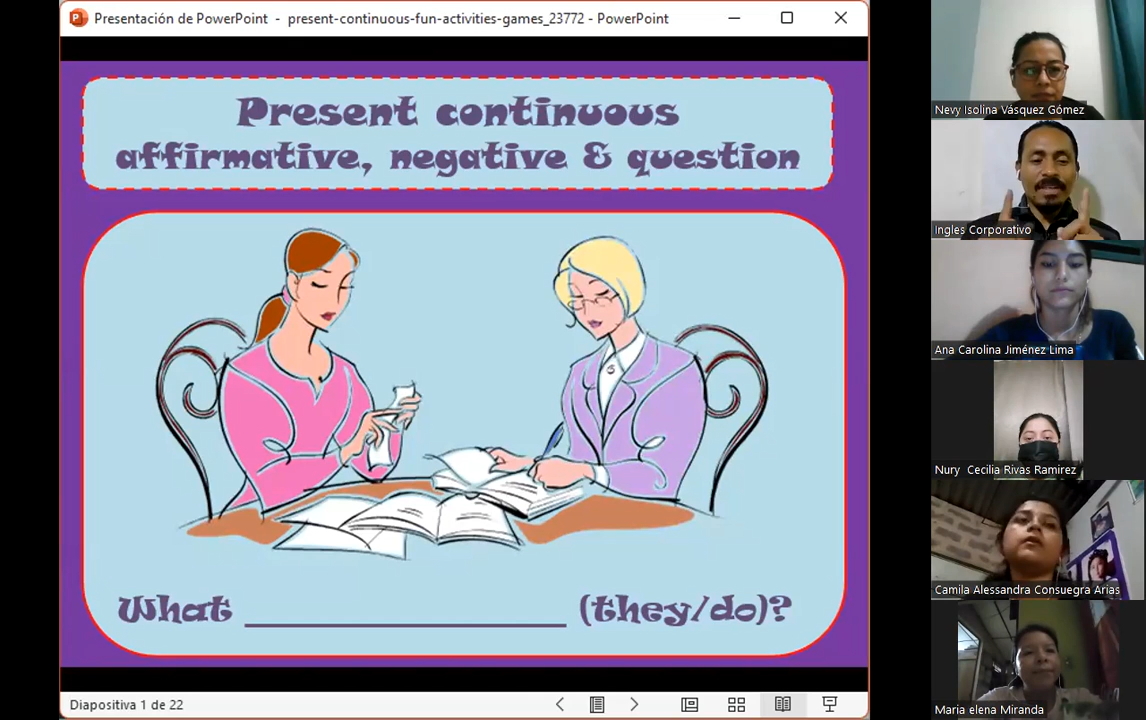 Presentación de PowerPoint - present-continuous-fun-activities-games_23772 - PowerPoint
Present continuous
affirmative, negative & question
What ____________________ (they/do)?
Diapositiva 1 de 22
Nevy Isolina Vásquez Gómez
Ingles Corporativo
Ana Carolina Jiménez Lima
Nury Cecilia Rivas Ramirez
Camila Alessandra Consuegra Arias
Maria elena Miranda